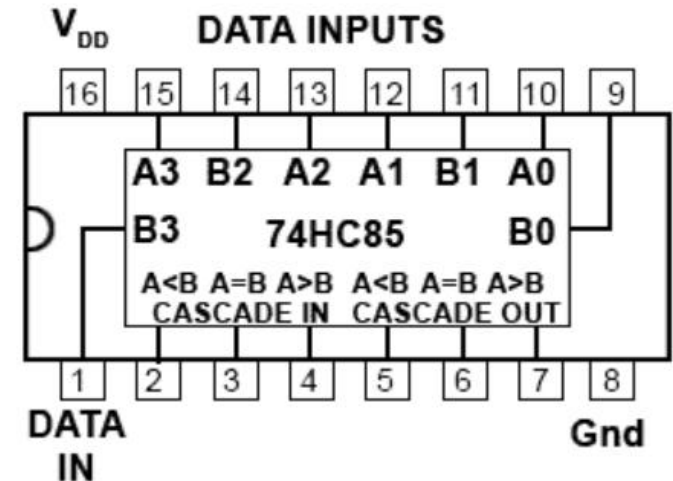 VDD DATA INPUTS
16 15 14 13 12 11 10 9
A3 B2 A2 A1 B1 A0
B3 74HC85 B0
A<B A=B A>B A<B A=B A>B
CASCADE IN CASCADE OUT
1 2 3 4 5 6 7 8
DATA Gnd
IN